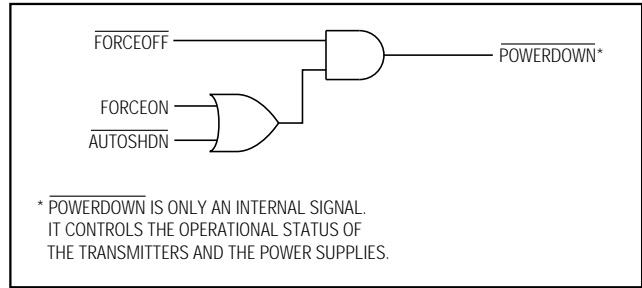 FORCEOFF
POWERDOWN*
FORCEON
AUTOSHDN
* POWERDOWN IS ONLY AN INTERNAL SIGNAL.
IT CONTROLS THE OPERATIONAL STATUS OF
THE TRANSMITTERS AND THE POWER SUPPLIES.